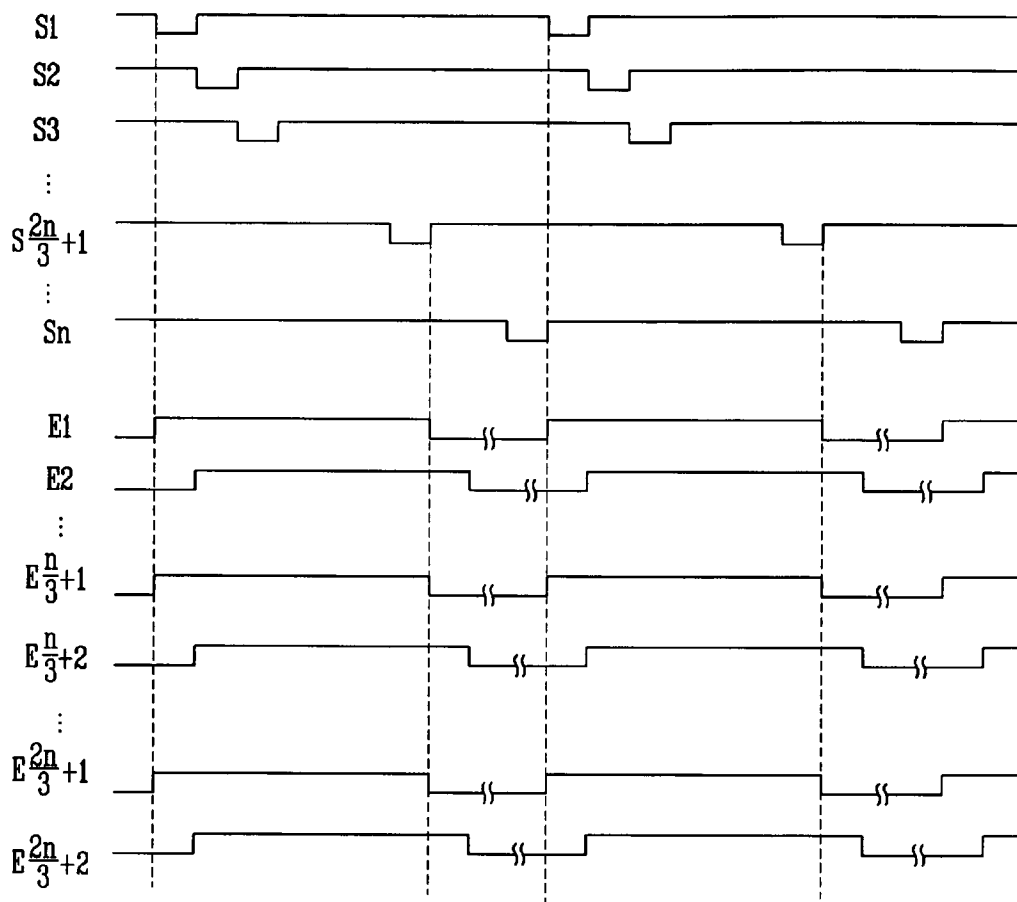 S1
S2
S3
⋮
S2n/3+1
⋮
Sn
E1
E2
⋮
En/3+1
En/3+2
⋮
E2n/3+1
E2n/3+2